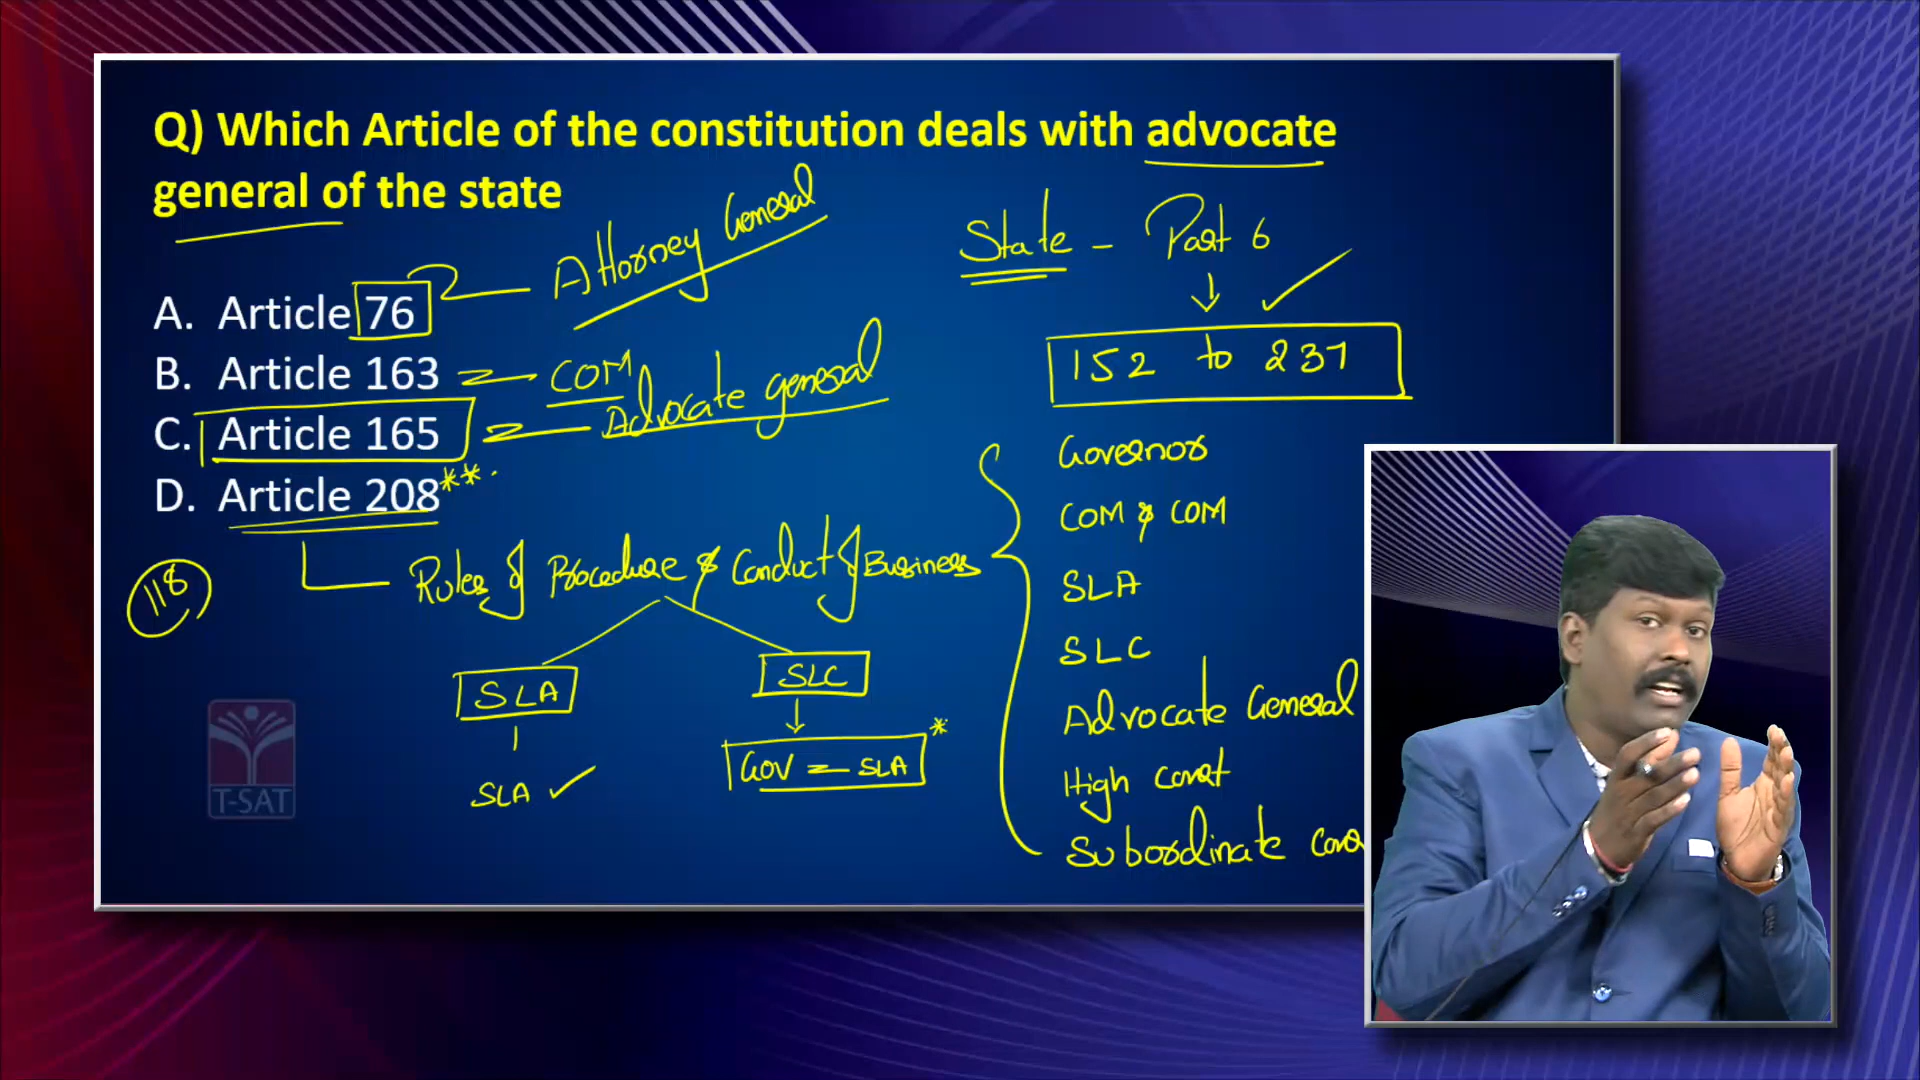 Q) Which Article of the constitution deals with advocate
general of the state
A. Article 76
Attorney General
B. Article 163
COM
C. Article 165
Advocate general
D. Article 208**
118
Rules of Procedure & Conduct of Business
SLA
SLC
SLA
Gov = SLA *
State - Part 6
152 to 237
Governor
COM & COM
SLA
SLC
Advocate General
High Court
Subordinate
T-SAT